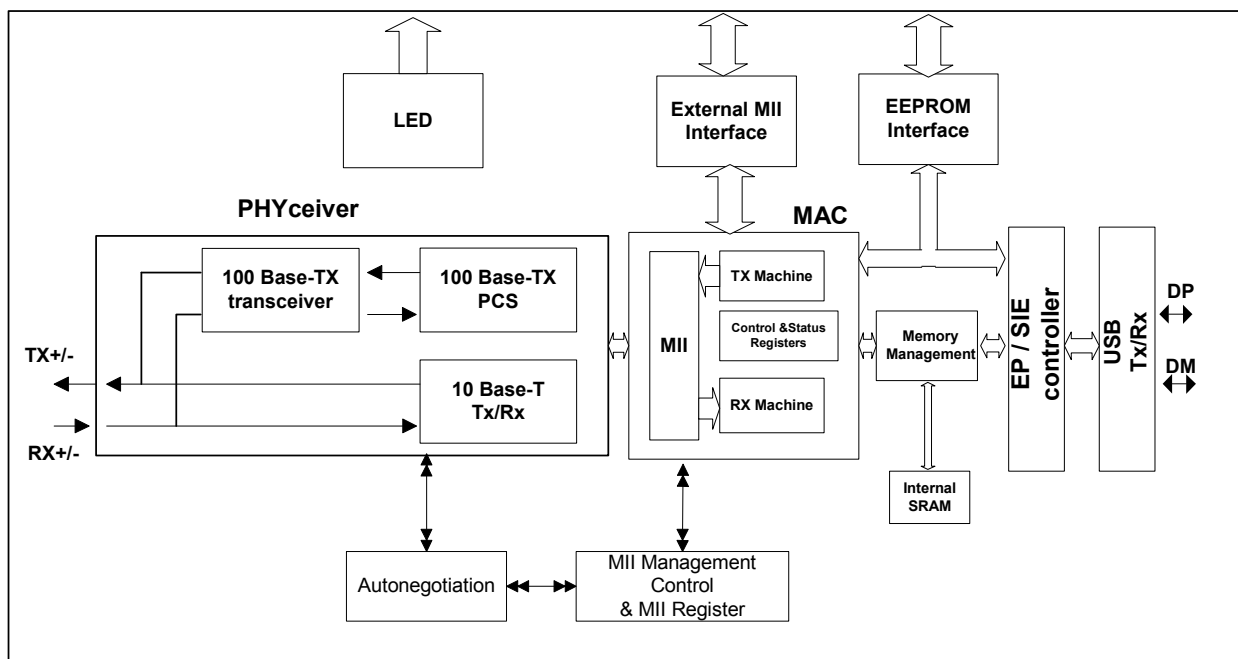 LED
External MII
Interface
EEPROM
Interface
PHYceiver
MAC
100 Base-TX
transceiver
100 Base-TX
PCS
10 Base-T
Tx/Rx
TX+/-
RX+/-
MII
TX Machine
Control &Status
Registers
RX Machine
Memory
Management
Internal
SRAM
EP / SIE
controller
USB
Tx/Rx
DP
DM
Autonegotiation
MII Management
Control
& MII Register